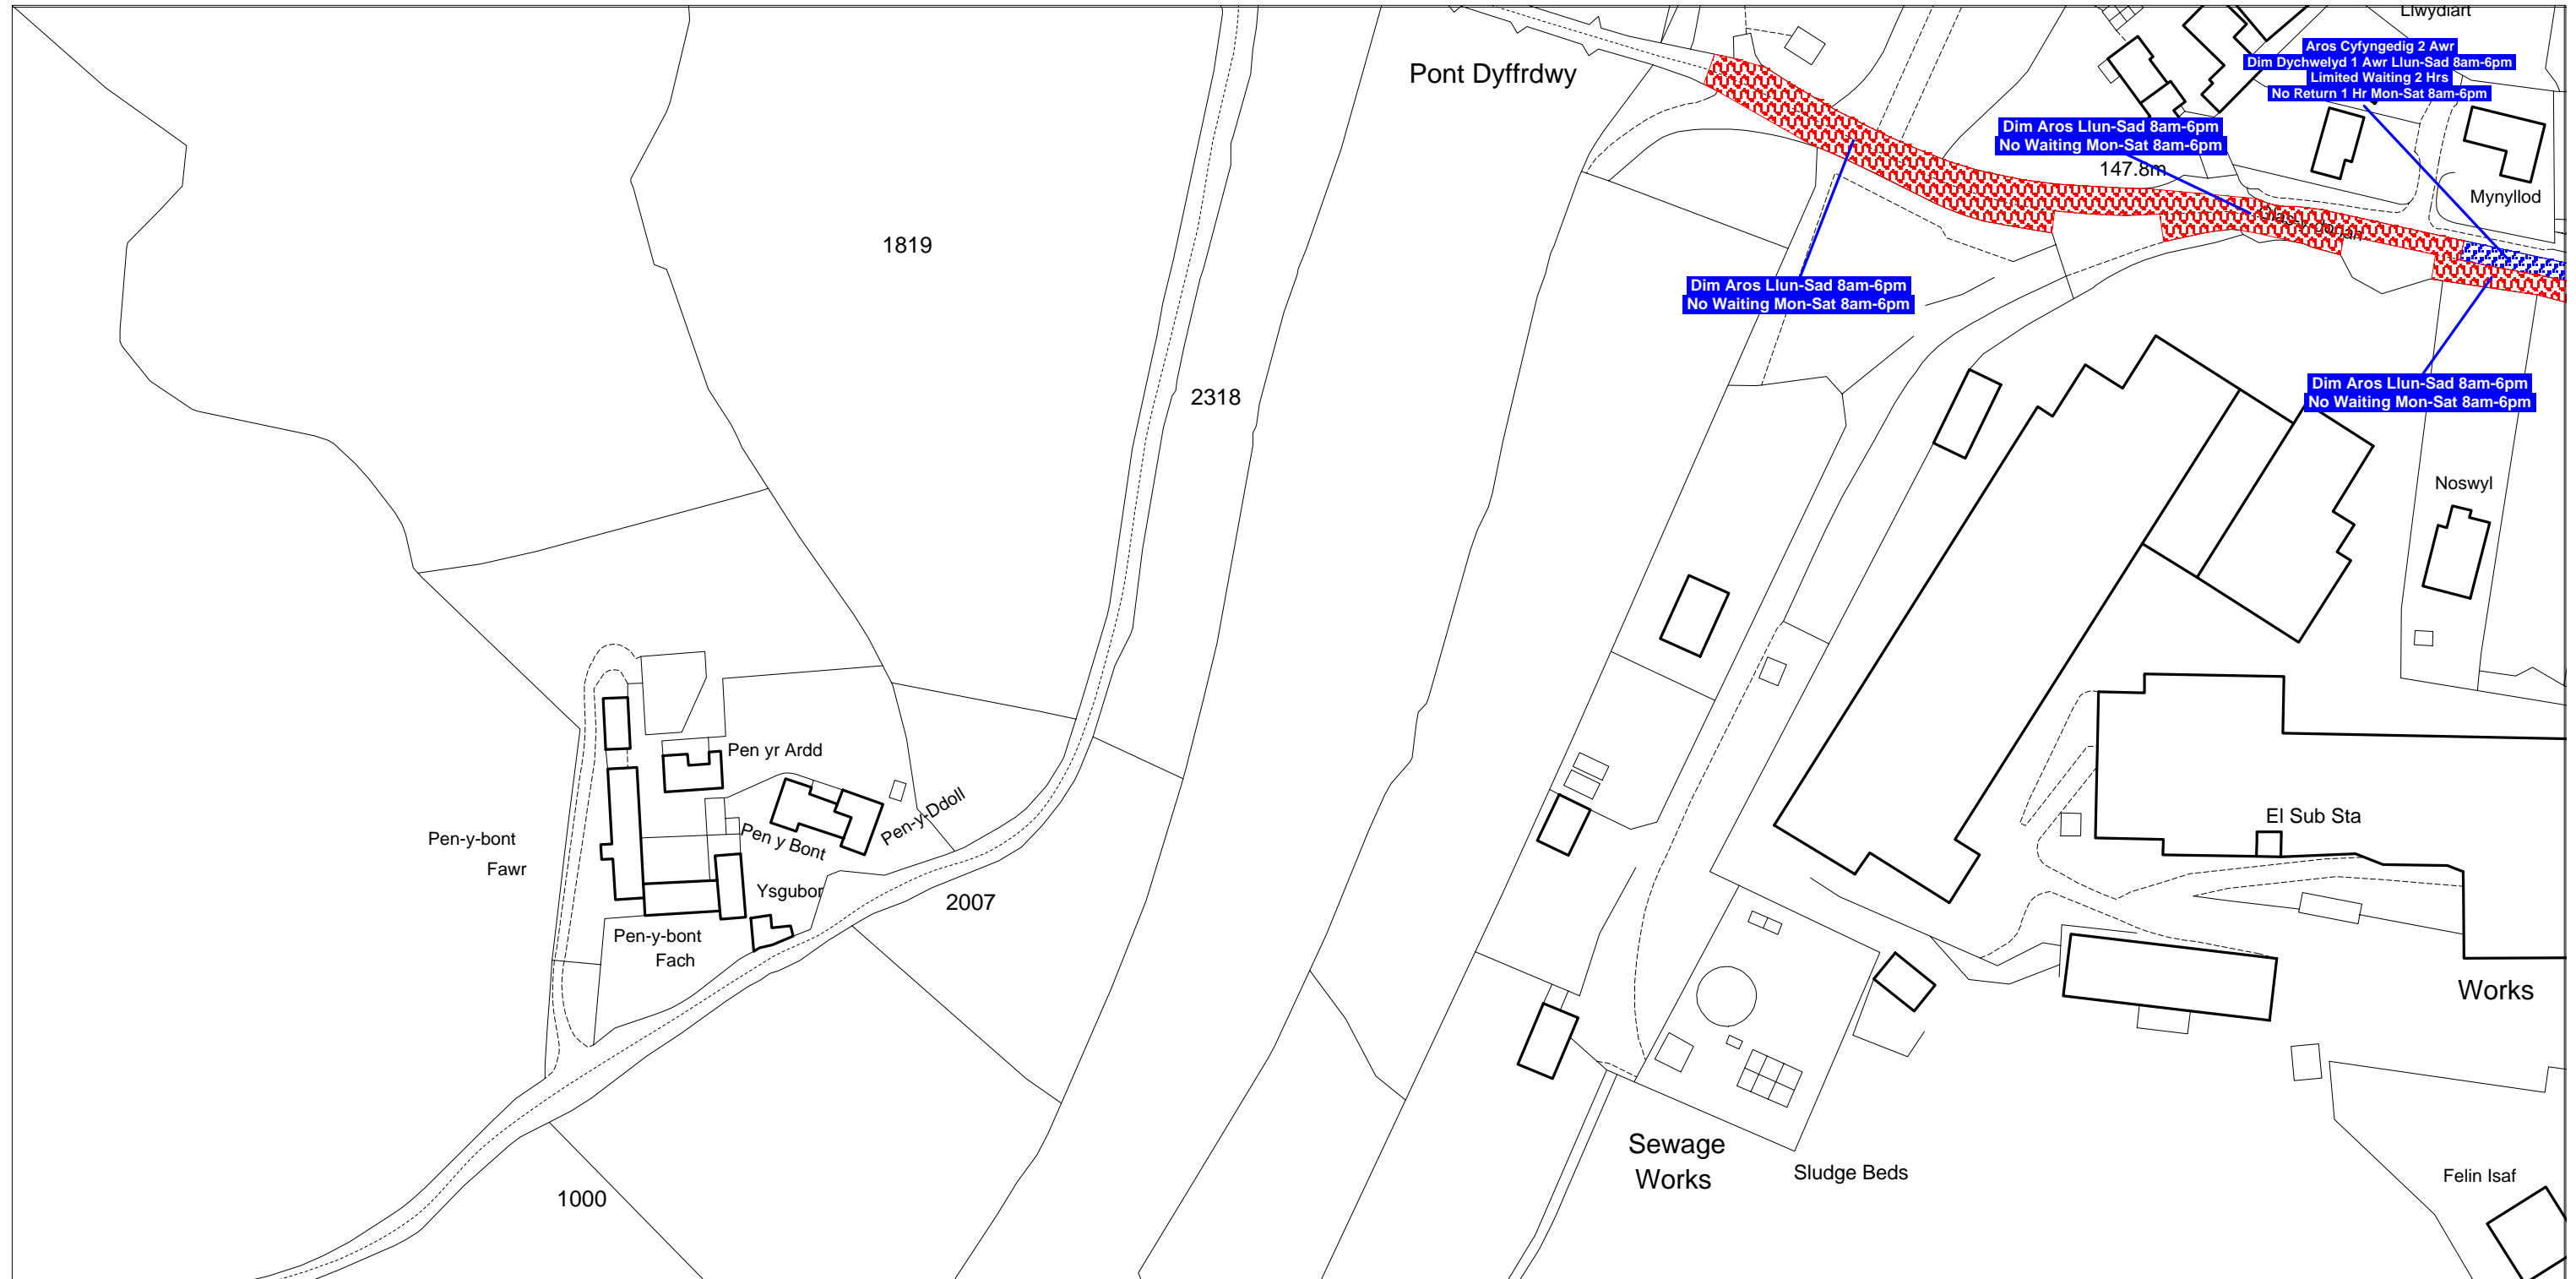 Llwydiart
Aros Cyfyngedig 2 Awr
Dim Dychwelyd 1 Awr Llun-Sad 8am-6pm
Limited Waiting 2 Hrs
No Return 1 Hr Mon-Sat 8am-6pm
Pont Dyffrdwy
Dim Aros Llun-Sad 8am-6pm
No Waiting Mon-Sat 8am-6pm
147.8m
Mynyllod
1819
Dim Aros Llun-Sad 8am-6pm
No Waiting Mon-Sat 8am-6pm
2318
Dim Aros Llun-Sad 8am-6pm
No Waiting Mon-Sat 8am-6pm
Noswyl
Pen yr Ardd
Pen-y-Ddoll
Pen y Bont
El Sub Sta
Pen-y-bont
Fawr
Ysgubor
2007
Pen-y-bont
Fach
Works
Sewage
Works
Sludge Beds
Felin Isaf
1000